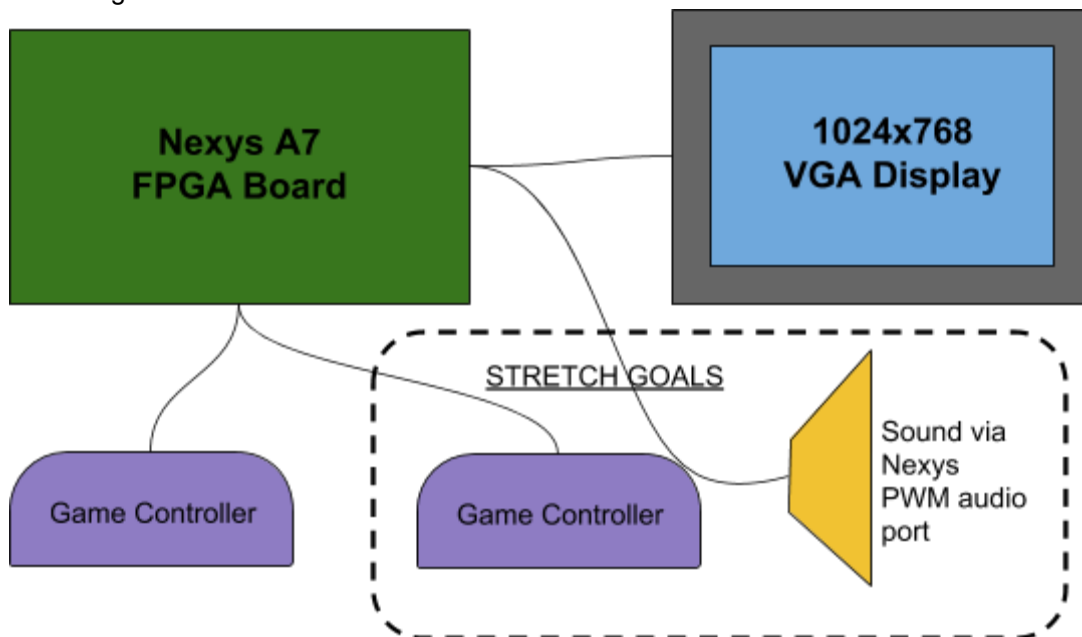 Nexys A7
FPGA Board
1024x768
VGA Display
STRETCH GOALS
Game Controller
Game Controller
Sound via
Nexys
PWM audio
port